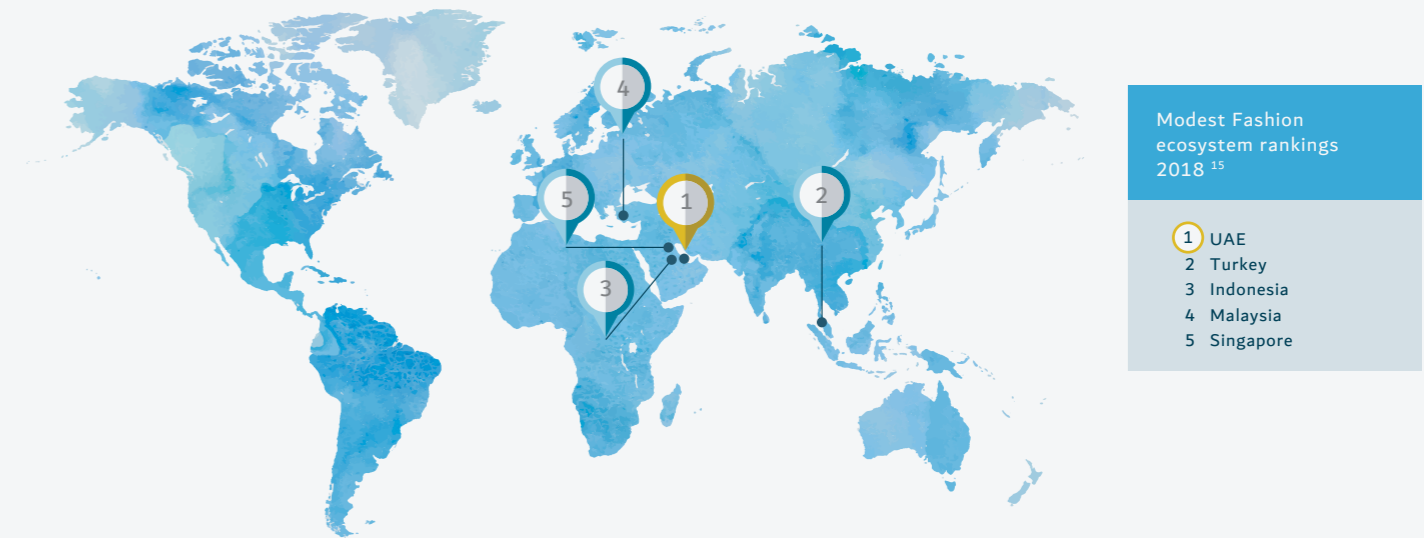 4
5
1
2
3
Modest Fashion
ecosystem rankings
2018 15
1 UAE
2 Turkey
3 Indonesia
4 Malaysia
5 Singapore